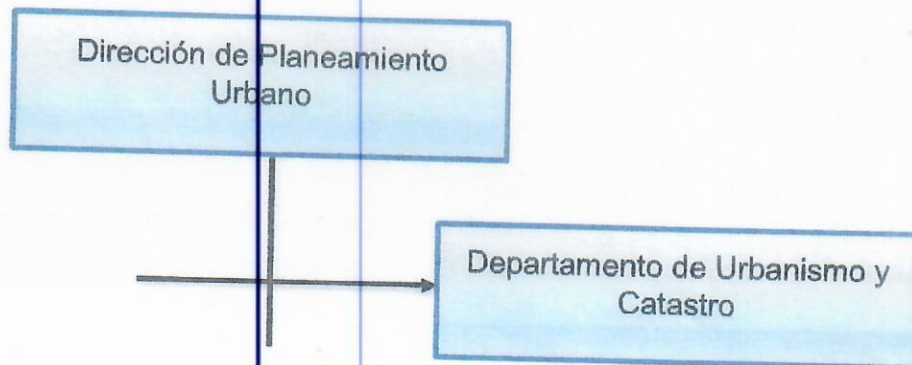 Dirección de Planeamiento
Urbano
Departamento de Urbanismo y
Catastro